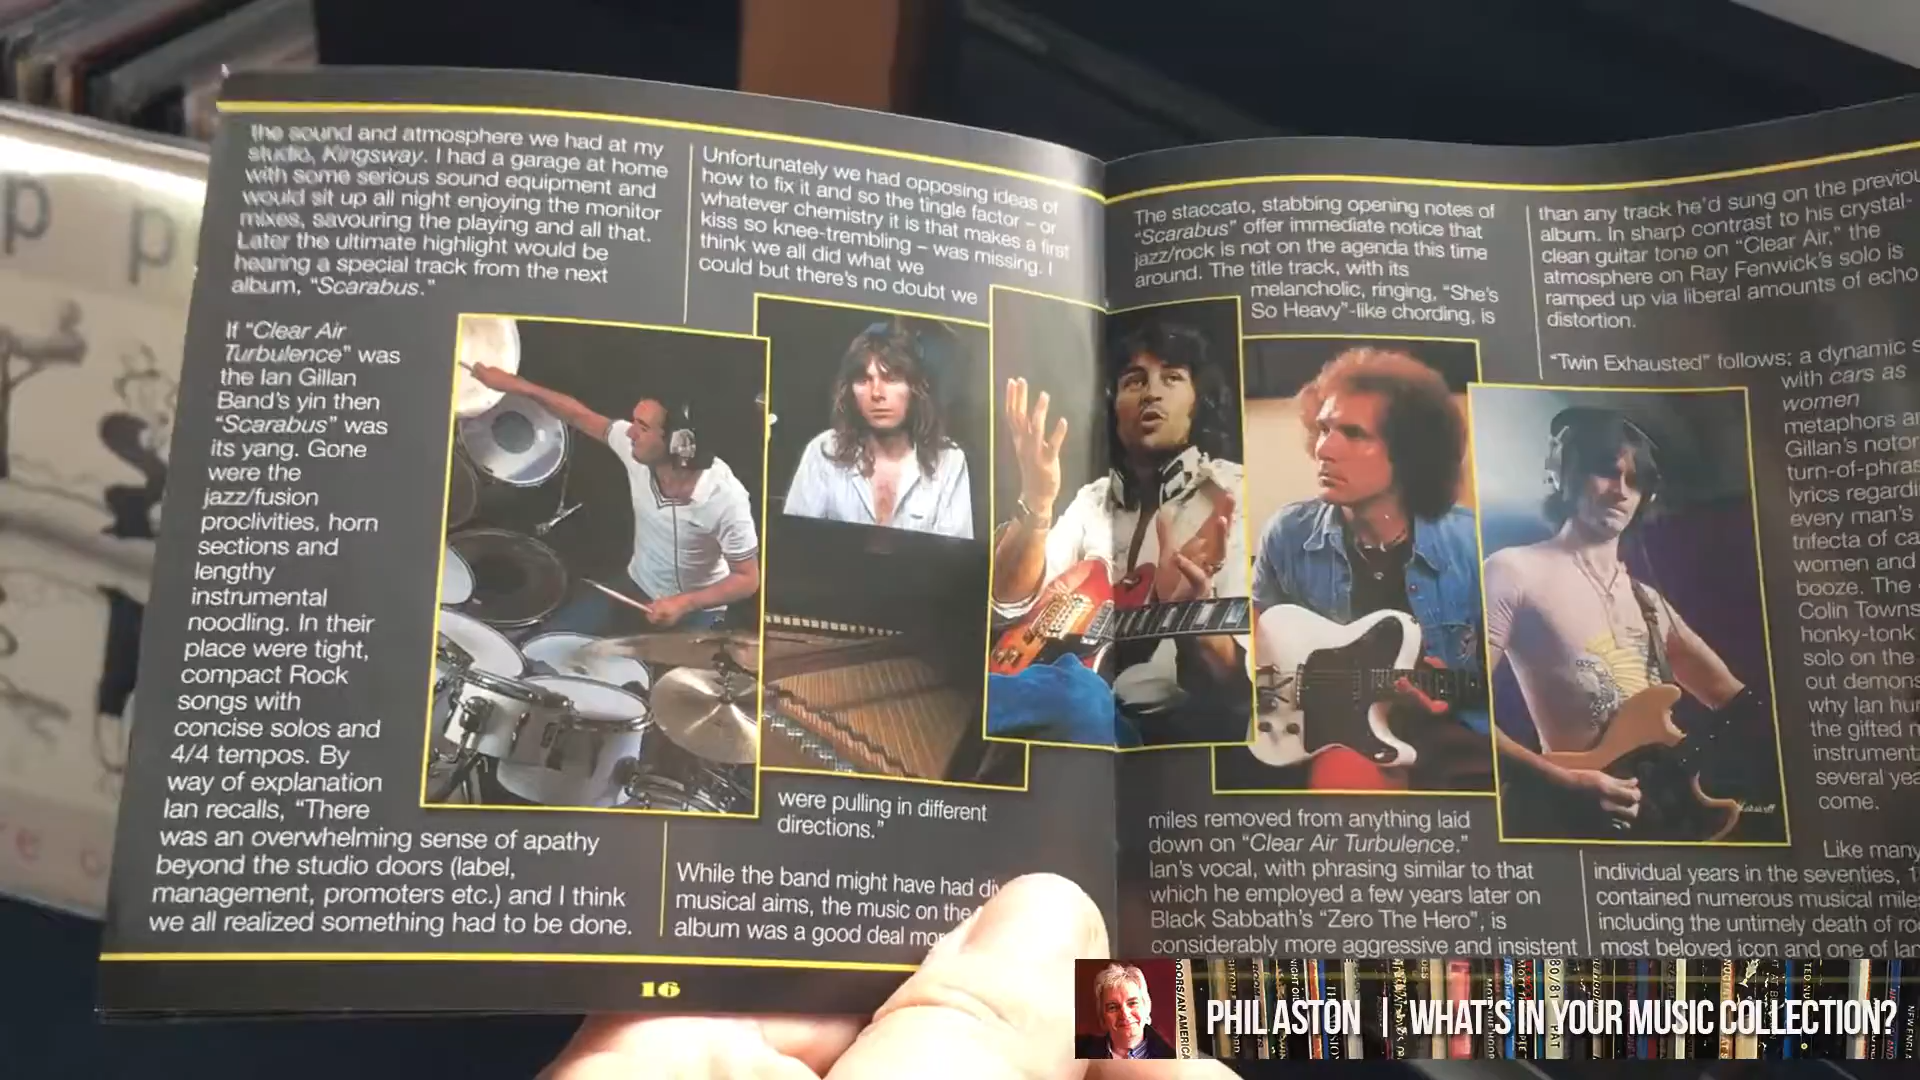 the sound and atmosphere we had at my
studio, Kingsway. I had a garage at home
with some serious sound equipment and
would sit up all night enjoying the monitor
mixes, savouring the playing and all that.
Later the ultimate highlight would be
hearing a special track from the next
album, "Scarabus."
If "Clear Air
Turbulence" was
the Ian Gillan
Band's yin then
"Scarabus" was
its yang. Gone
were the
jazz/fusion
proclivities, horn
sections and
lengthy
instrumental
noodling. In their
place were tight,
compact Rock
songs with
concise solos and
4/4 tempos. By
way of explanation
Ian recalls, "There
was an overwhelming sense of apathy
beyond the studio doors (label,
management, promoters etc.) and I think
we all realized something had to be done.
Unfortunately we had opposing ideas of
how to fix it and so the tingle factor – or
whatever chemistry it is that makes a first
kiss so knee-trembling – was missing. I
think we all did what we
could but there's no doubt we
were pulling in different
directions."
While the band might have had
musical aims, the music on the
album was a good deal
16
The staccato, stabbing opening notes of
"Scarabus" offer immediate notice that
jazz/rock is not on the agenda this time
around. The title track, with its
melancholic, ringing, "She's
So Heavy"-like chording, is
miles removed from anything laid
down on "Clear Air Turbulence."
Ian's vocal, with phrasing similar to that
which he employed a few years later on
Black Sabbath's "Zero The Hero", is
considerably more aggressive and insistent
than any track he'd sung on the
album. In sharp contrast to his crystal-
clean guitar tone on "Clear Air," the
atmosphere on Ray Fenwick's solo is
ramped up via liberal amounts of echo
distortion.
"Twin Exhausted" follows; a dynamic
with cars as
women
metaphors
Gillan's
lyrics
every man's
trifecta of
women and
booze. The
Colin
honky-tonk
solo on the
out
why Ian
the gifted
several
come.
Like many
individual years in the seventies,
contained numerous musical
including the untimely death of
most beloved icon and one of
p p
Marshall
PHIL ASTON | WHAT'S IN YOUR MUSIC COLLECTION?